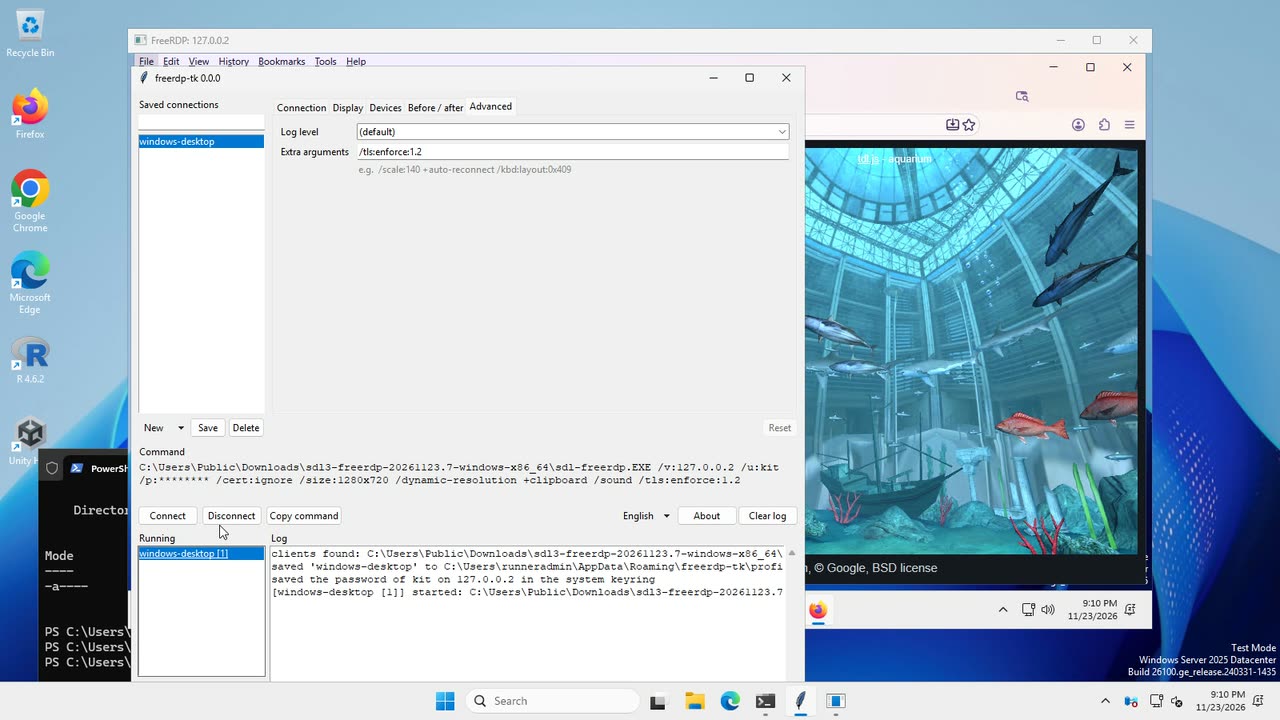 Recycle Bin
Firefox
Google
Chrome
Microsoft
Edge
R 4.6.2
Unity
FreeRDP: 127.0.0.2
File Edit View History Bookmarks Tools Help
freerdp-tk 0.0.0
Saved connections
windows-desktop
Connection Display Devices Before / after Advanced
Log level (default)
Extra arguments /tls:enforce:1.2
e.g. /scale:140 +auto-reconnect /kbd:layout:0x409
New Save Delete Reset
Command
C:\Users\Public\Downloads\sdl3-freerdp-20261123.7-windows-x86_64\sdl-freerdp.EXE /v:127.0.0.2 /u:kit
/p:******** /cert:ignore /size:1280x720 /dynamic-resolution +clipboard /sound /tls:enforce:1.2
Connect Disconnect Copy command English About Clear log
Running
windows-desktop [1]
Log
clients found: C:\Users\Public\Downloads\sdl3-freerdp-20261123.7-windows-x86_64\
saved 'windows-desktop' to C:\Users\runneradmin\AppData\Roaming\freerdp-tk\profi
saved the password of kit on 127.0.0.2 in the system keyring
[windows-desktop [1]] started: C:\Users\Public\Downloads\sdl3-freerdp-20261123.7
aquarium
, © Google, BSD license
9:10 PM
11/23/2026
PowerSh
Director
Mode
----
-a----
PS C:\Users\
PS C:\Users\
PS C:\Users\
Test Mode
Windows Server 2025 Datacenter
Build 26100.ge_release.240331-1435
Search
9:10 PM
11/23/2026